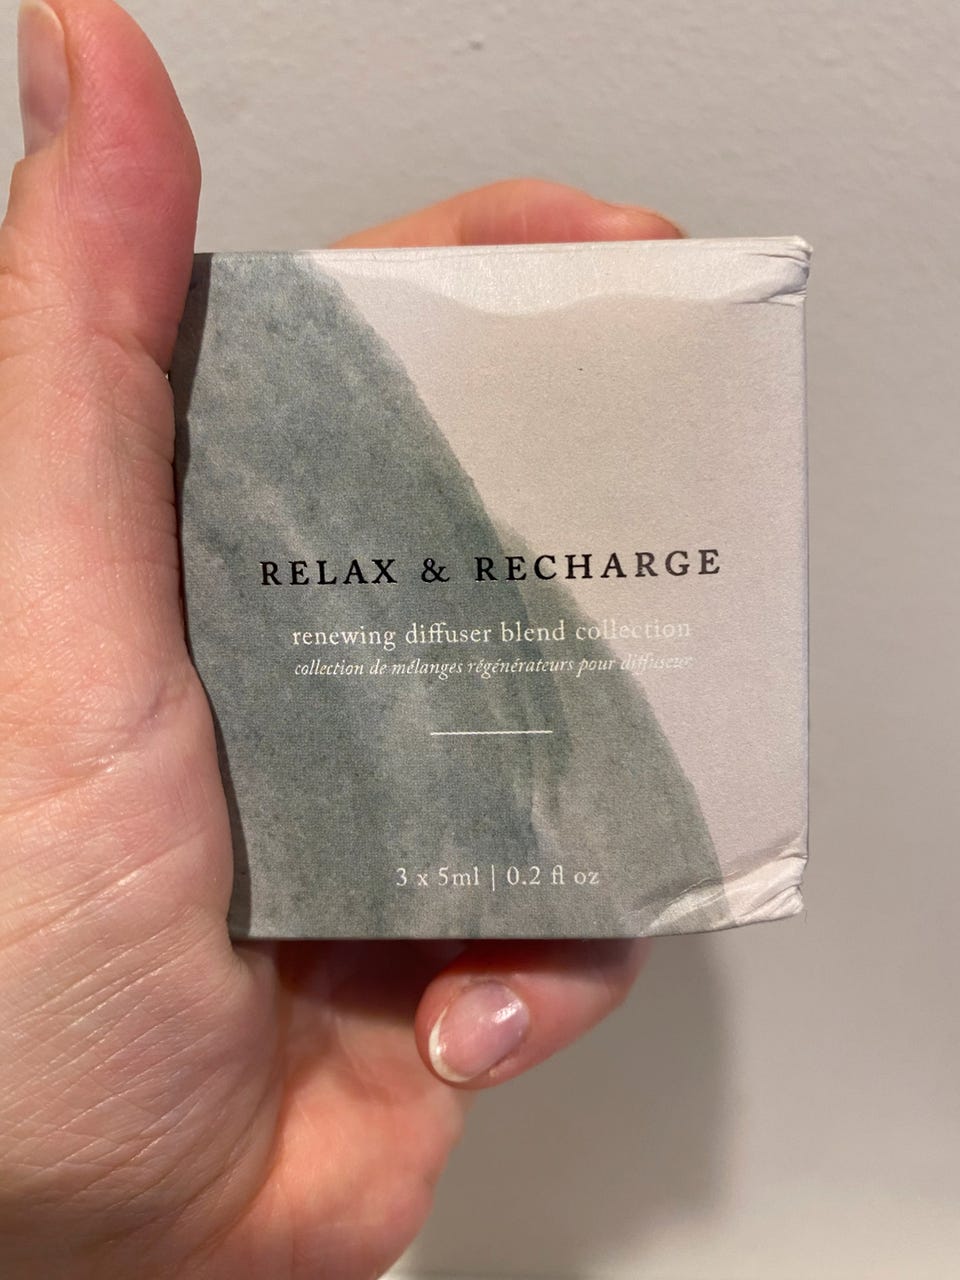 RELAX & RECHARGE
renewing diffuser blend collection
collection de mélanges régénérateurs pour diffuseur
3 x 5ml | 0.2 fl oz